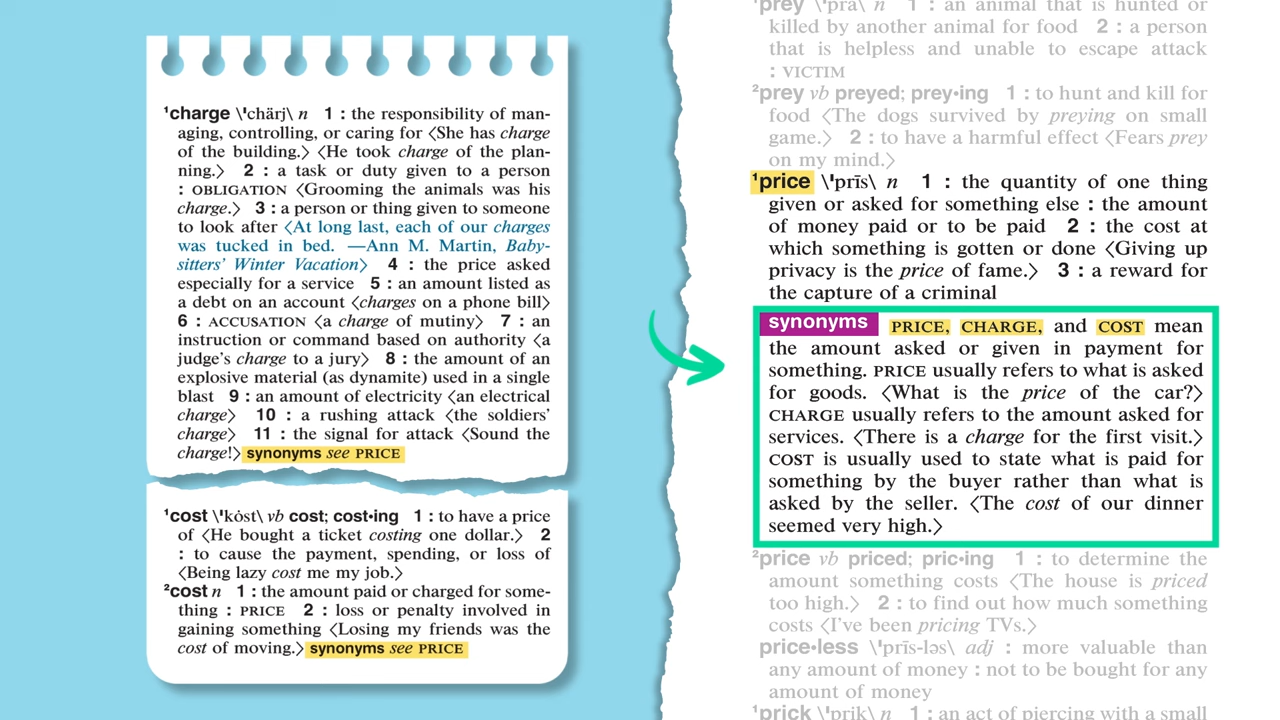 ¹charge \ˈchärj\ n 1 : the responsibility of man-
aging, controlling, or caring for 〈She has charge
of the building.〉 〈He took charge of the plan-
ning.〉 2 : a task or duty given to a person
: OBLIGATION 〈Grooming the animals was his
charge.〉 3 : a person or thing given to someone
to look after 〈At long last, each of our charges
was tucked in bed. —Ann M. Martin, Baby-
sitters' Winter Vacation〉 4 : the price asked
especially for a service 5 : an amount listed as
a debt on an account 〈charges on a phone bill〉
6 : ACCUSATION 〈a charge of mutiny〉 7 : an
instruction or command based on authority 〈a
judge's charge to a jury〉 8 : the amount of an
explosive material (as dynamite) used in a single
blast 9 : an amount of electricity 〈an electrical
charge〉 10 : a rushing attack 〈the soldiers'
charge〉 11 : the signal for attack 〈Sound the
charge!〉 synonyms see PRICE
¹cost \ˈkȯst\ vb cost; cost•ing 1 : to have a price
of 〈He bought a ticket costing one dollar.〉 2
: to cause the payment, spending, or loss of
〈Being lazy cost me my job.〉
²cost n 1 : the amount paid or charged for some-
thing : PRICE 2 : loss or penalty involved in
gaining something 〈Losing my friends was the
cost of moving.〉 synonyms see PRICE
¹prey \ˈprā\ n 1 : an animal that is hunted or
killed by another animal for food 2 : a person
that is helpless and unable to escape attack
: VICTIM
²prey vb preyed; prey•ing 1 : to hunt and kill for
food 〈The dogs survived by preying on small
game.〉 2 : to have a harmful effect 〈Fears prey
on my mind.〉
¹price \ˈprīs\ n 1 : the quantity of one thing
given or asked for something else : the amount
of money paid or to be paid 2 : the cost at
which something is gotten or done 〈Giving up
privacy is the price of fame.〉 3 : a reward for
the capture of a criminal
synonyms PRICE, CHARGE, and COST mean
the amount asked or given in payment for
something. PRICE usually refers to what is asked
for goods. 〈What is the price of the car?〉
CHARGE usually refers to the amount asked for
services. 〈There is a charge for the first visit.〉
COST is usually used to state what is paid for
something by the buyer rather than what is
asked by the seller. 〈The cost of our dinner
seemed very high.〉
²price vb priced; pric•ing 1 : to determine the
amount something costs 〈The house is priced
too high.〉 2 : to find out how much something
costs 〈I've been pricing TVs.〉
price•less \ˈprīs-ləs\ adj : more valuable than
any amount of money : not to be bought for any
amount of money
¹prick \ˈprik\ n 1 : an act of piercing with a small